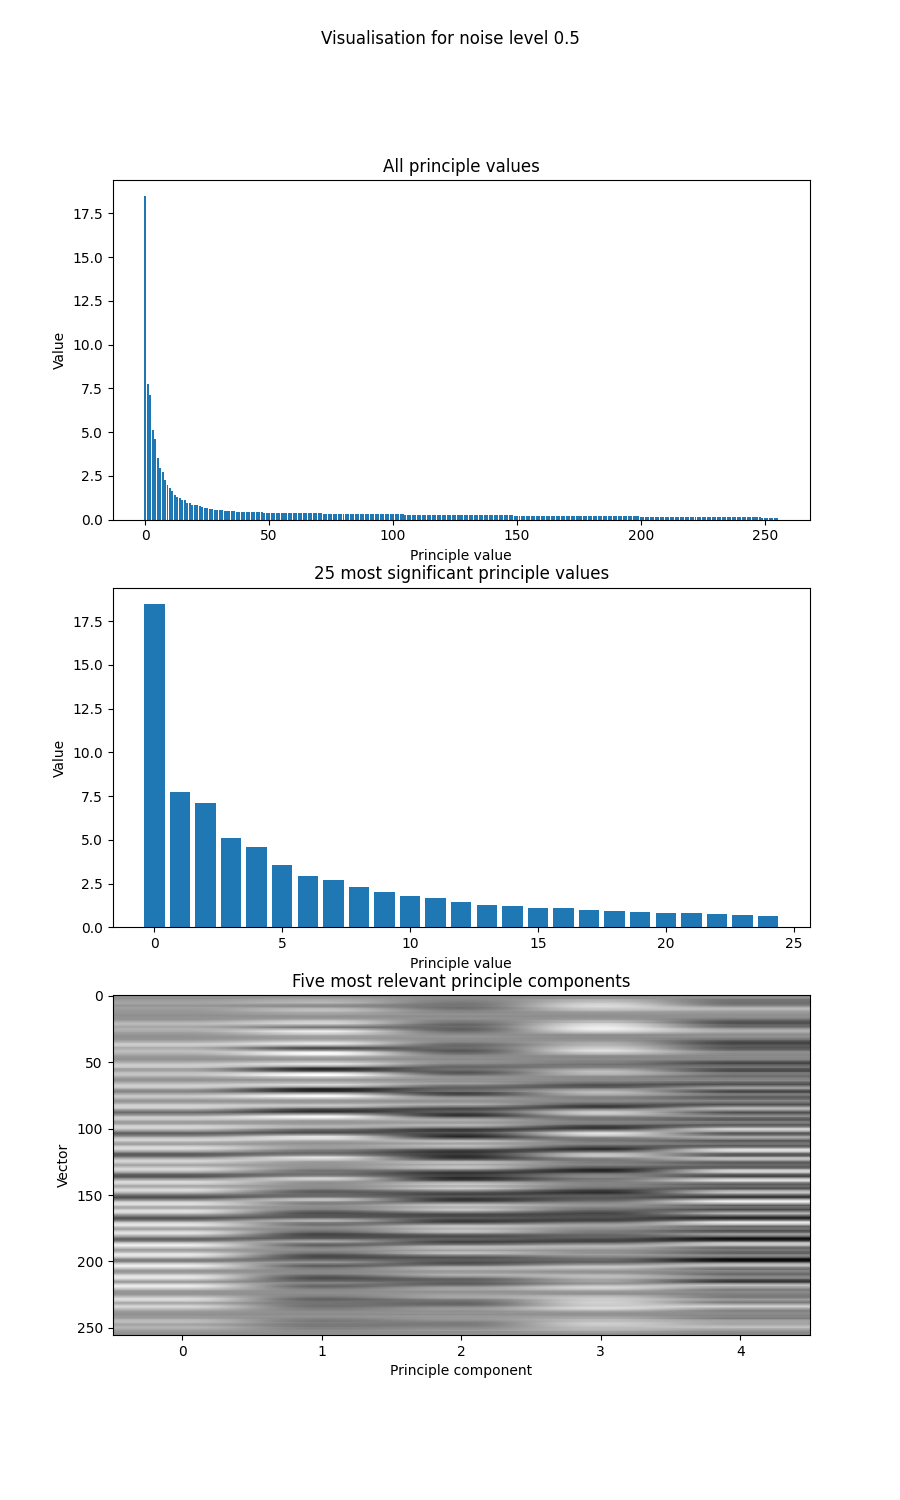 Visualisation for noise level 0.5
All principle values
17.5
15.0
12.5
10.0
7.5
5.0
2.5
0.0
Value
0 50 100 150 200 250
Principle value
25 most significant principle values
17.5
15.0
12.5
10.0
7.5
5.0
2.5
0.0
Value
0 5 10 15 20 25
Principle value
Five most relevant principle components
0
50
100
150
200
250
Vector
0 1 2 3 4
Principle component